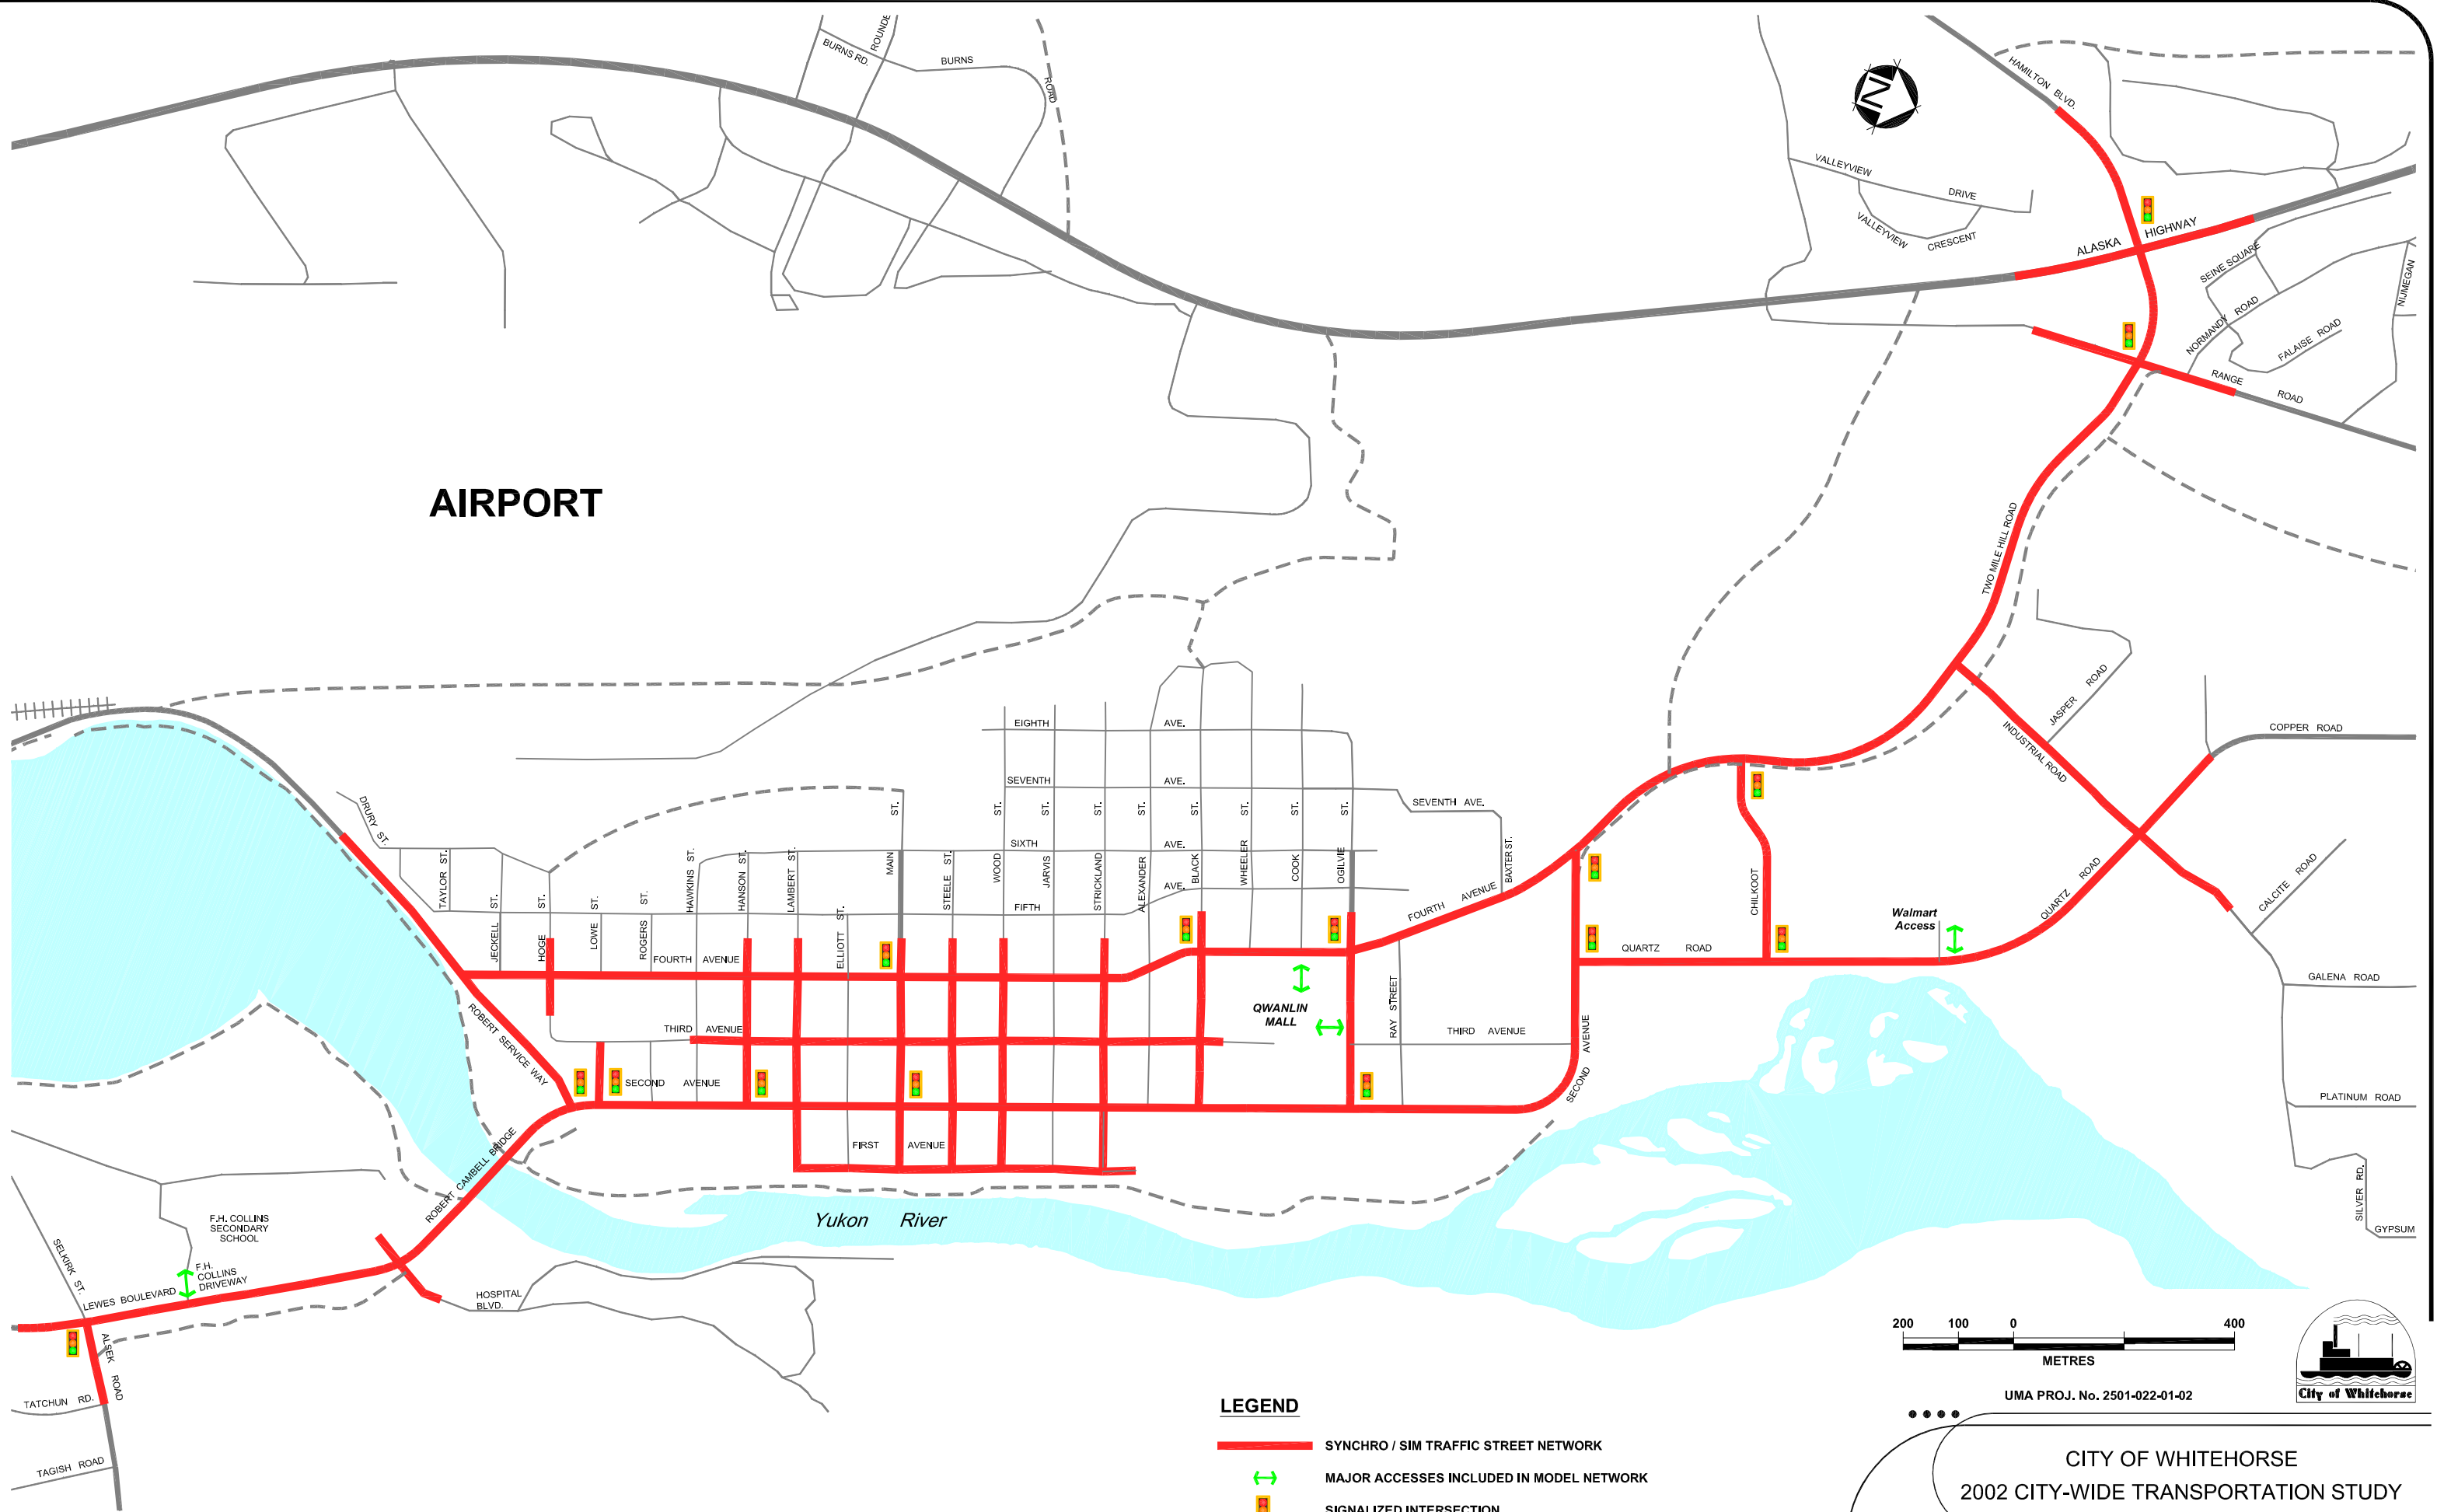 BURNS RD.
ROUNDE
BURNS
ROAD
HAMILTON BLVD.
N
VALLEYVIEW DRIVE
VALLEYVIEW CRESCENT
ALASKA HIGHWAY
SEINE SQUARE
NORMANDY ROAD
FALAISE ROAD
NIJMEGAN
RANGE ROAD
AIRPORT
TWO MILE HILL ROAD
JASPER ROAD
INDUSTRIAL ROAD
COPPER ROAD
EIGHTH AVE.
SEVENTH AVE.
SEVENTH AVE.
SIXTH AVE.
FIFTH AVE.
DRURY ST.
TAYLOR ST.
JECKELL ST.
HOGE ST.
LOWE ST.
ROGERS ST.
HAWKINS ST.
HANSON ST.
LAMBERT ST.
ELLIOTT ST.
MAIN ST.
STEELE ST.
WOOD ST.
JARVIS ST.
STRICKLAND ST.
ALEXANDER ST.
BLACK ST.
WHEELER ST.
COOK ST.
OGILVIE ST.
BAXTER ST.
FOURTH AVENUE
FOURTH AVENUE
CHILKOOT
Walmart
Access
QUARTZ ROAD
QUARTZ ROAD
CALCITE ROAD
GALENA ROAD
PLATINUM ROAD
SILVER RD.
GYPSUM
QWANLIN
MALL
RAY STREET
THIRD AVENUE
THIRD AVENUE
SECOND AVENUE
SECOND AVENUE
FIRST AVENUE
ROBERT SERVICE WAY
ROBERT CAMBELL BRIDGE
Yukon River
F.H. COLLINS
SECONDARY
SCHOOL
F.H.
COLLINS
DRIVEWAY
SELKIRK ST.
LEWES BOULEVARD
HOSPITAL
BLVD.
ALSEK ROAD
TATCHUN RD.
TAGISH ROAD
200 100 0 400
METRES
UMA PROJ. No. 2501-022-01-02
City of Whitehorse
LEGEND
SYNCHRO / SIM TRAFFIC STREET NETWORK
MAJOR ACCESSES INCLUDED IN MODEL NETWORK
SIGNALIZED INTERSECTION
CITY OF WHITEHORSE
2002 CITY-WIDE TRANSPORTATION STUDY